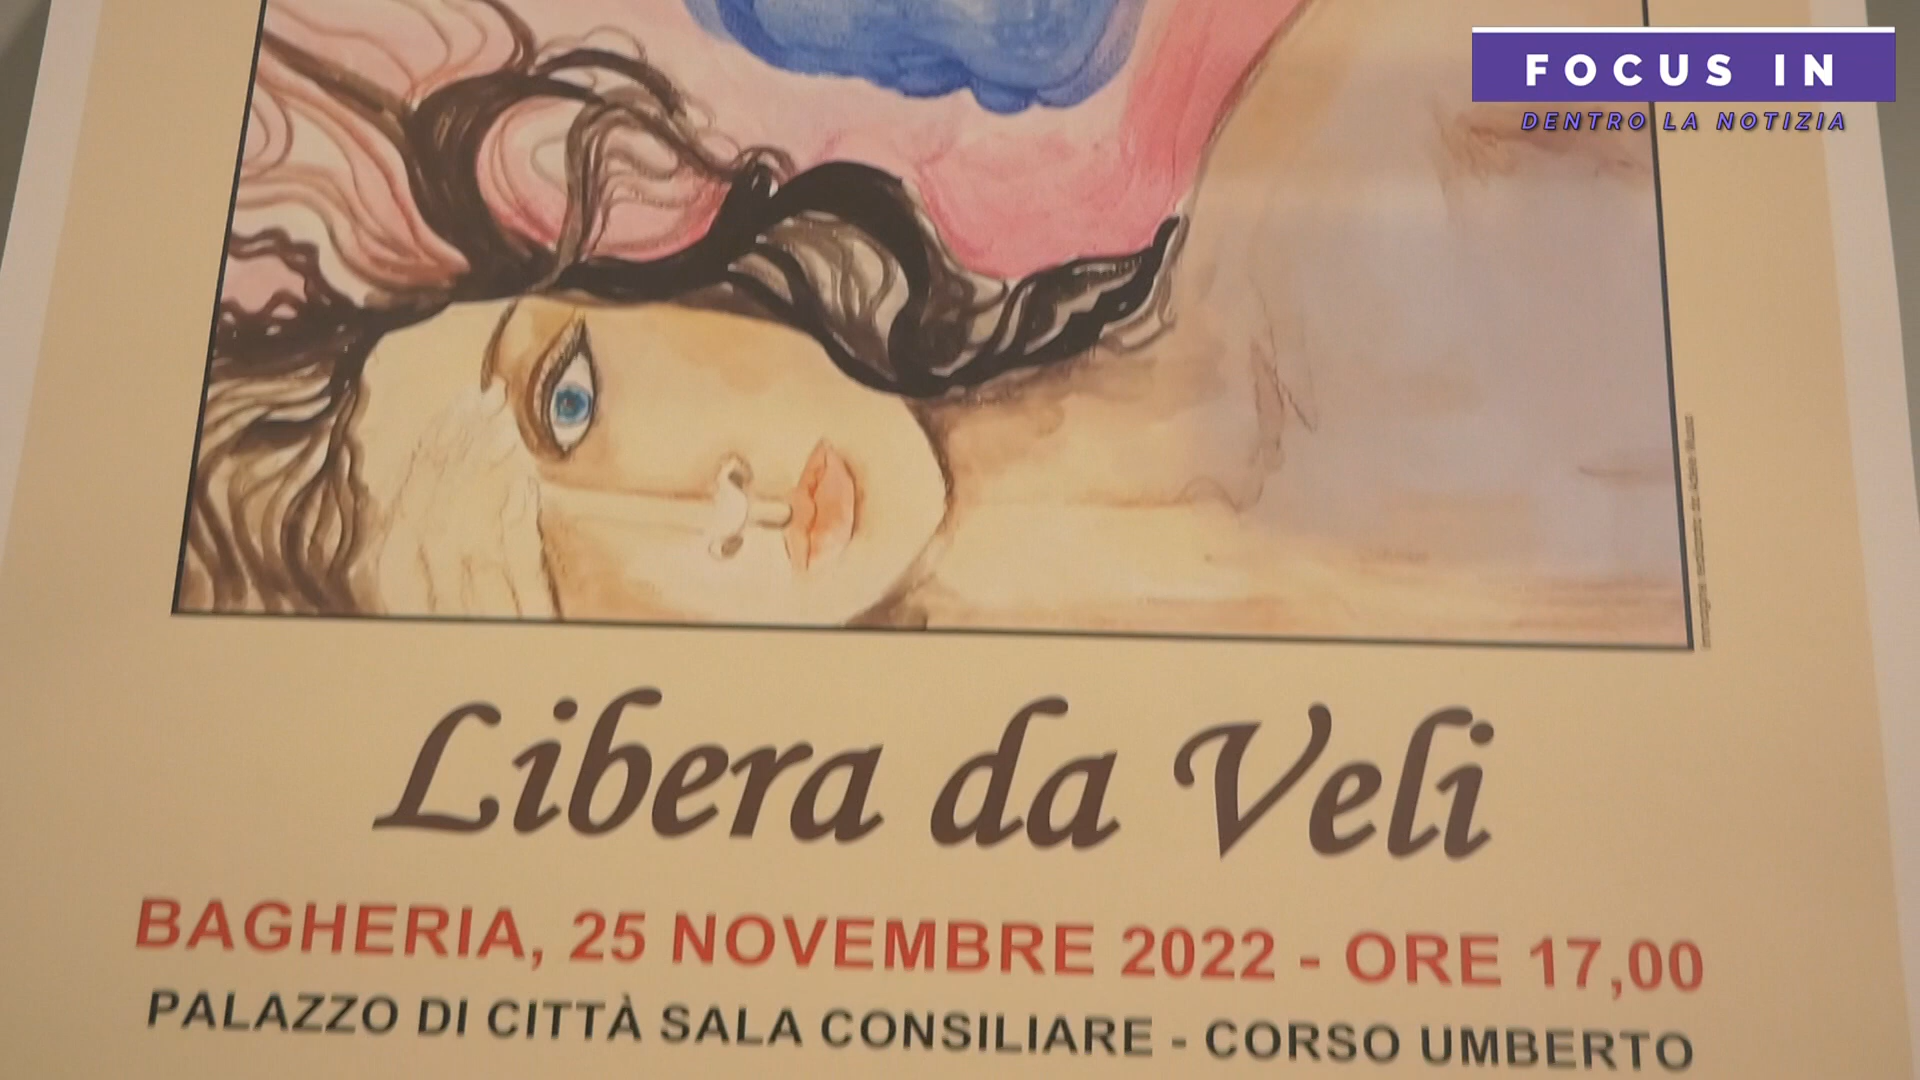 FOCUS IN
DENTRO LA NOTIZIA
Libera da Veli
BAGHERIA, 25 NOVEMBRE 2022 - ORE 17,00
PALAZZO DI CITTÀ SALA CONSILIARE - CORSO UMBERTO